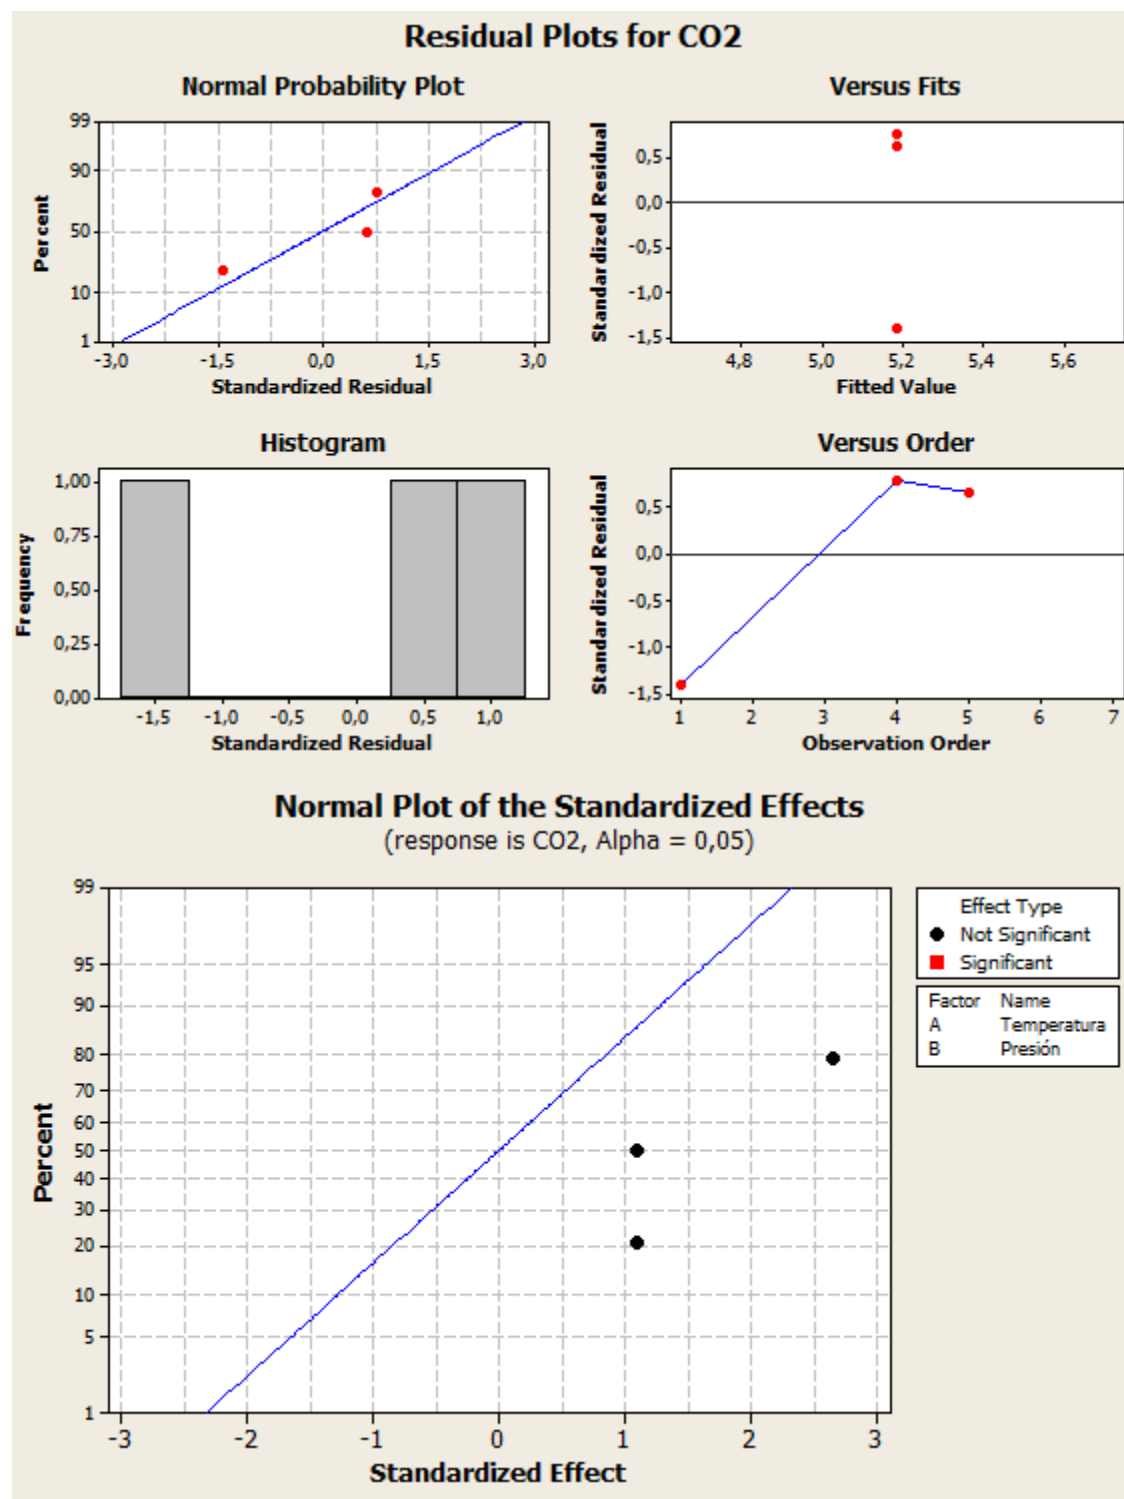 Residual Plots for CO2
Normal Probability Plot
99
90
50
10
1
Percent
-3,0 -1,5 0,0 1,5 3,0
Standardized Residual
Versus Fits
0,5
0,0
-0,5
-1,0
-1,5
Standardized Residual
4,8 5,0 5,2 5,4 5,6
Fitted Value
Histogram
1,00
0,75
0,50
0,25
0,00
Frequency
-1,5 -1,0 -0,5 0,0 0,5 1,0
Standardized Residual
Versus Order
0,5
0,0
-0,5
-1,0
-1,5
Standardized Residual
1 2 3 4 5 6 7
Observation Order
Normal Plot of the Standardized Effects
(response is CO2, Alpha = 0,05)
99
95
90
80
70
60
50
40
30
20
10
5
1
Percent
-3 -2 -1 0 1 2 3
Standardized Effect
Effect Type
Not Significant
Significant
Factor Name
A Temperatura
B Presión